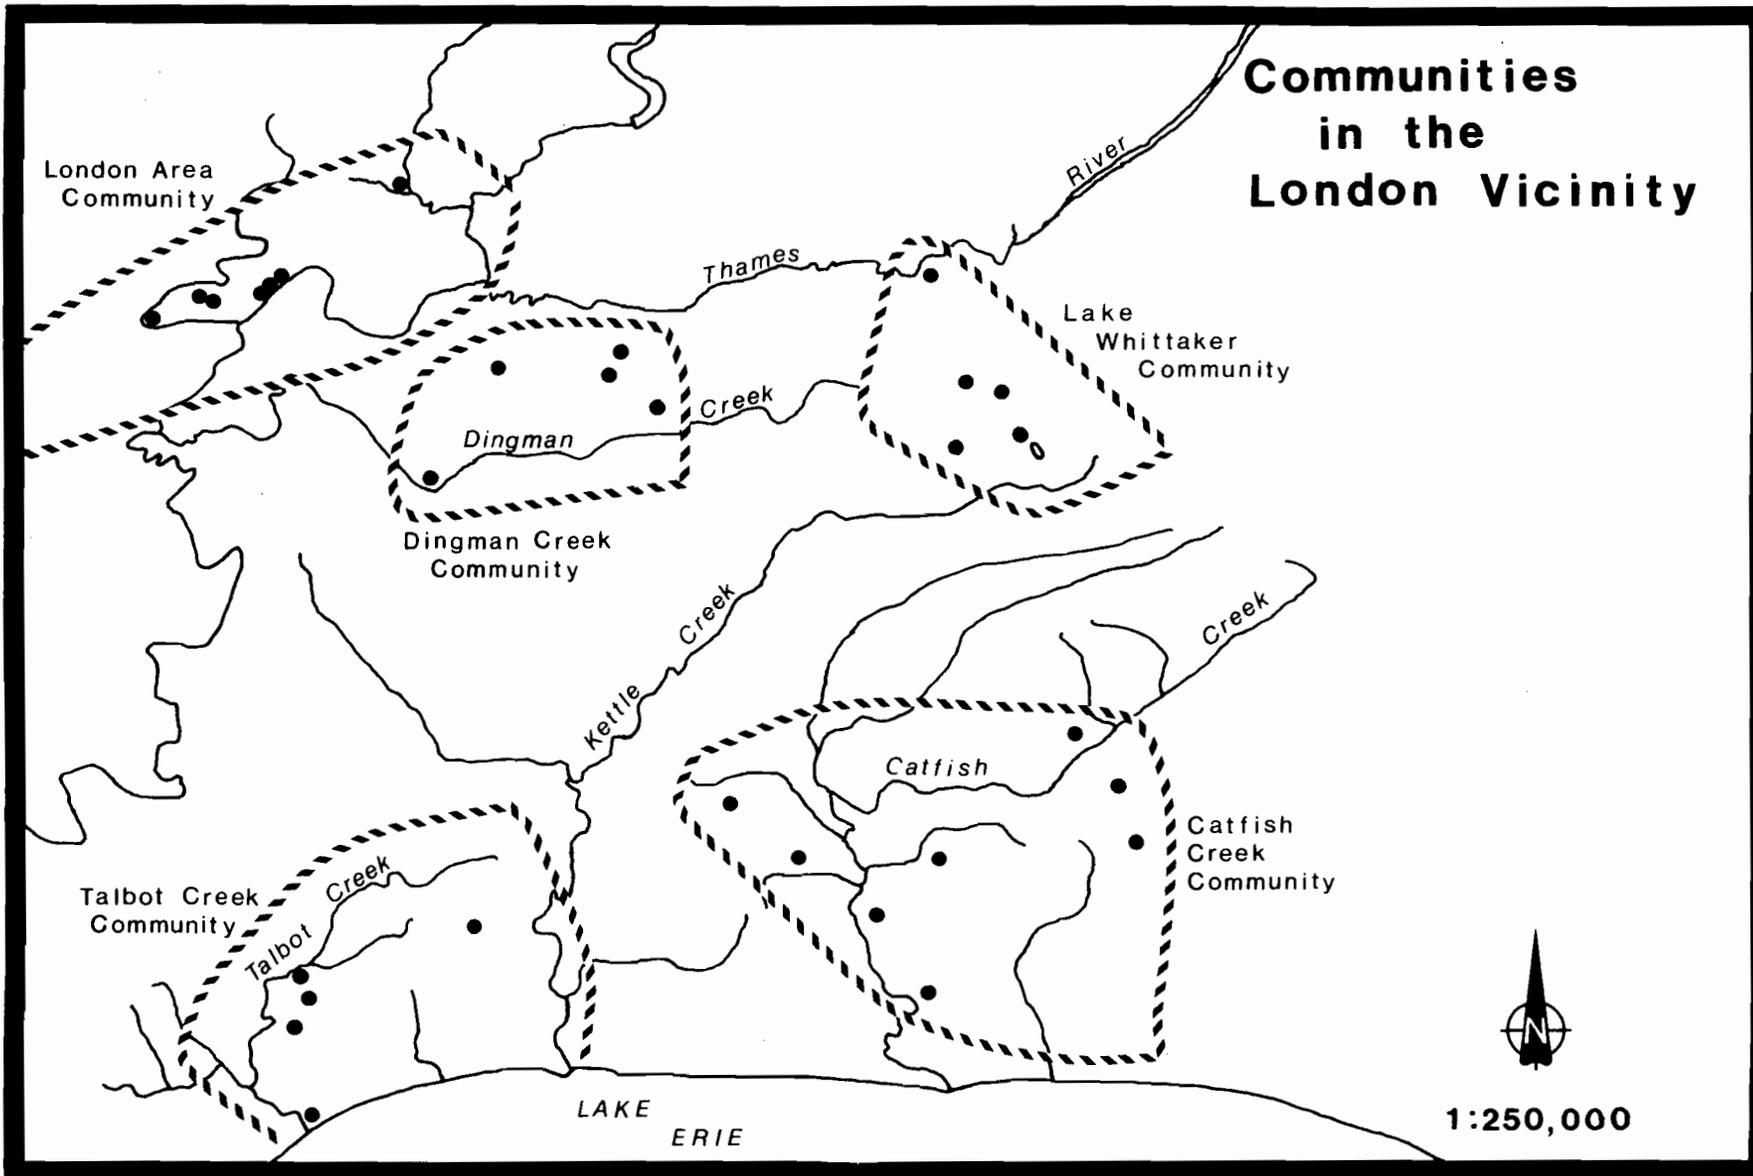 Communities
in the
London Vicinity
London Area
Community
River
Thames
Lake
Whittaker
Community
Creek
Dingman
Dingman Creek
Community
Creek
Kettle
Creek
Catfish
Catfish
Creek
Community
Creek
Talbot
Talbot Creek
Community
N
1:250,000
LAKE
ERIE